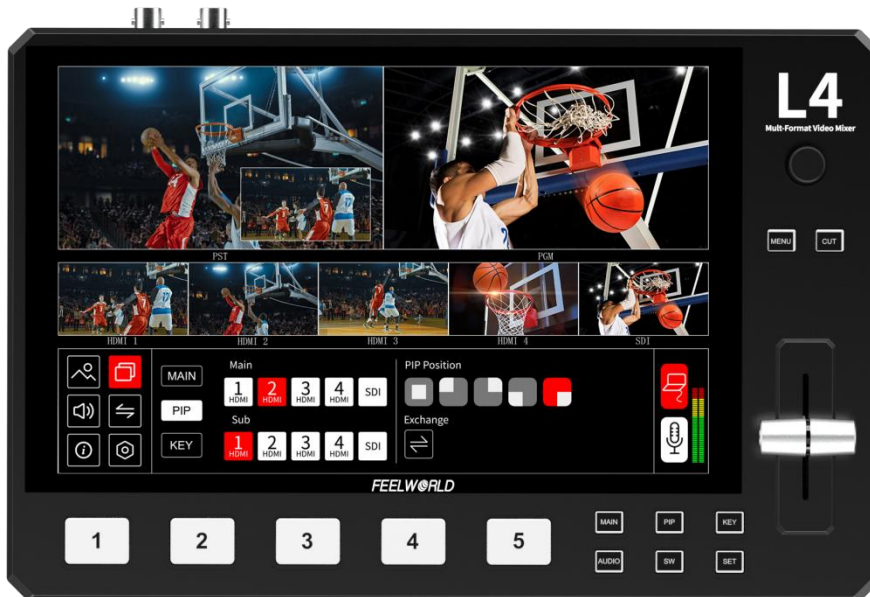 L4
Mult-Format Video Mixer
PST
PGM
MENU
CUT
HDMI 1
HDMI 2
HDMI 3
HDMI 4
SDI
MAIN
PIP
KEY
Main
1 HDMI
2 HDMI
3 HDMI
4 HDMI
SDI
Sub
1 HDMI
2 HDMI
3 HDMI
4 HDMI
SDI
PIP Position
Exchange
FEELWORLD
1
2
3
4
5
MAIN
PIP
KEY
AUDIO
SW
SET